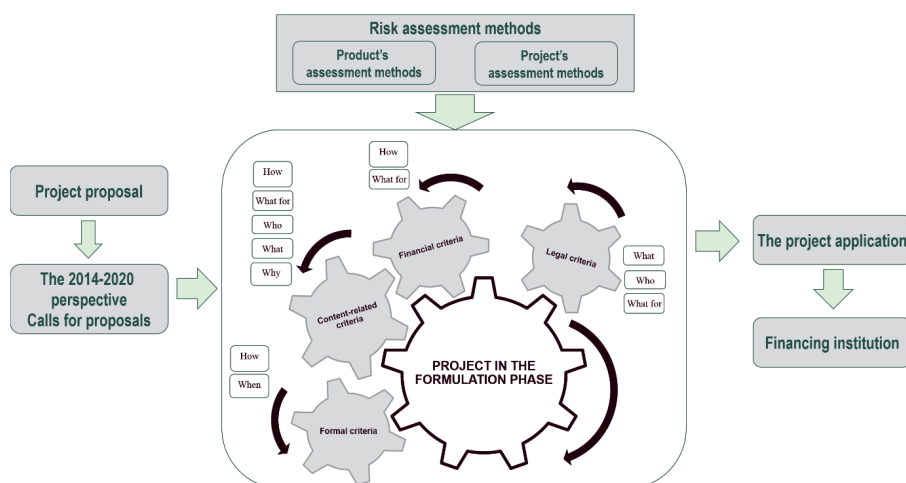 Risk assessment methods
Product's
assessment methods
Project's
assessment methods
Project proposal
The 2014-2020
perspective
Calls for proposals
How
What for
Who
What
Why
How
What for
Financial criteria
Legal criteria
What
Who
What for
Content-related
criteria
How
When
Formal criteria
PROJECT IN THE
FORMULATION PHASE
The project application
Financing institution